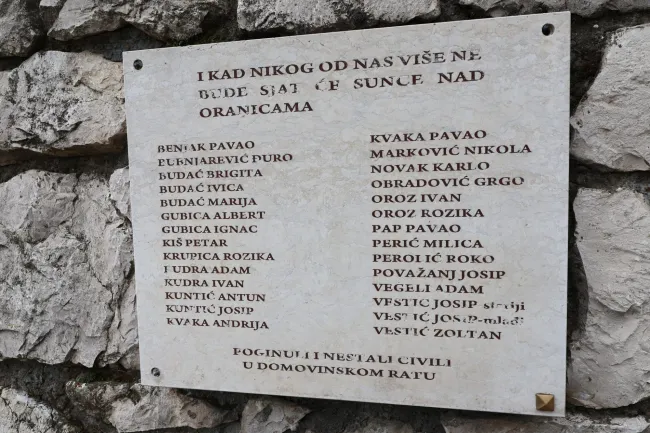 I KAD NIKOG OD NAS VIŠE NE
BUDE SJAT ĆE SUNCE NAD
ORANICAMA
BENJAK PAVAO
BUBNJAREVIĆ ĐURO
BUDAĆ BRIGITA
BUDAĆ IVICA
BUDAĆ MARIJA
GUBICA ALBERT
GUBICA IGNAC
KIŠ PETAR
KRUPICA ROZIKA
KUDRA ADAM
KUDRA IVAN
KUNTIĆ ANTUN
KUNTIĆ JOSIP
KVAKA ANDRIJA
KVAKA PAVAO
MARKOVIĆ NIKOLA
NOVAK KARLO
OBRADOVIĆ GRGO
OROZ IVAN
OROZ ROZIKA
PAP PAVAO
PERIĆ MILICA
ROKO
POVAŽANJ JOSIP
VEGELI ADAM
VESTIĆ JOSIP-stariji
VESTIĆ JOSIP-mlađi
VESTIĆ ZOLTAN
POGINULI I NESTALI CIVILI
U DOMOVINSKOM RATU